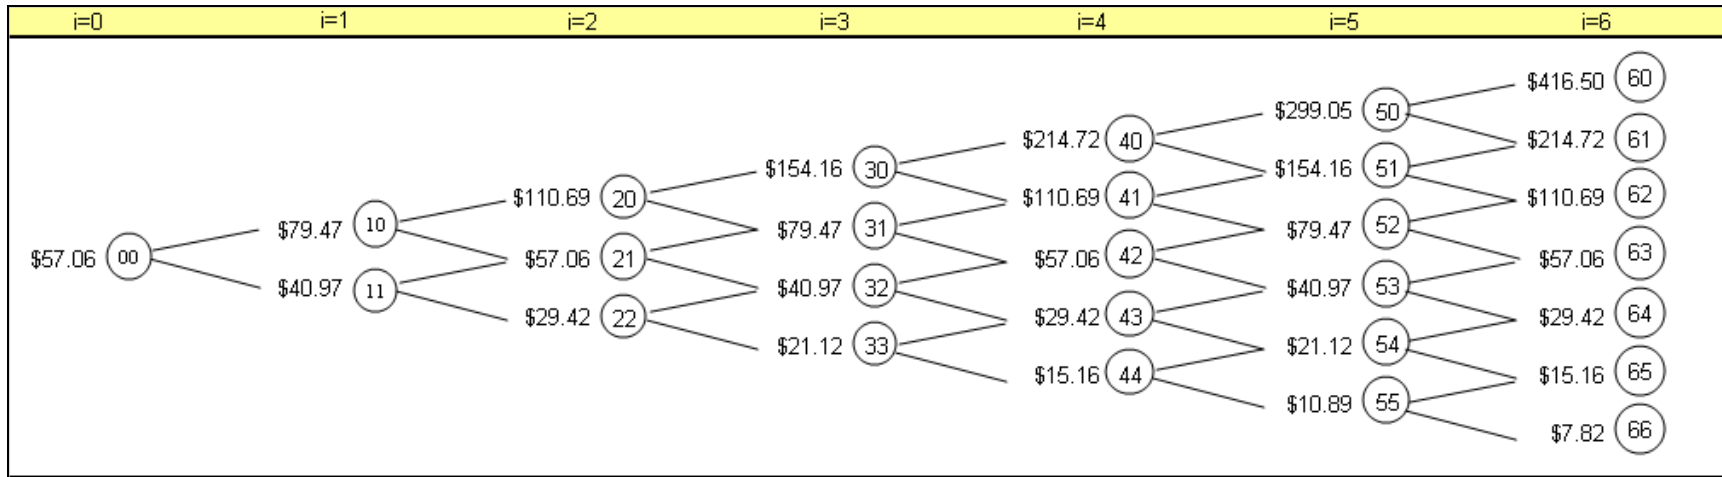 i=0 i=1 i=2 i=3 i=4 i=5 i=6
$416.50 60
$299.05 50
$214.72 40 $214.72 61
$154.16 30 $154.16 51
$110.69 20 $110.69 41 $110.69 62
$79.47 10 $79.47 31 $79.47 52
$57.06 00 $57.06 21 $57.06 42 $57.06 63
$40.97 11 $40.97 32 $40.97 53
$29.42 22 $29.42 43 $29.42 64
$21.12 33 $21.12 54
$15.16 44 $15.16 65
$10.89 55
$7.82 66